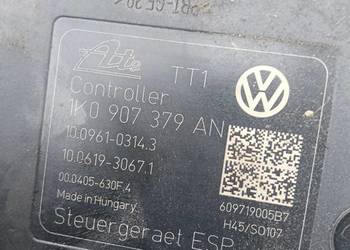 Ate TT1
Controller
1K0 907 379 AN
10.0961-0314.3
10.0619-3067.1
00.0405-630F.4
Made in Hungary
609719005B7
H45/SO107
Steuergeraet ESP